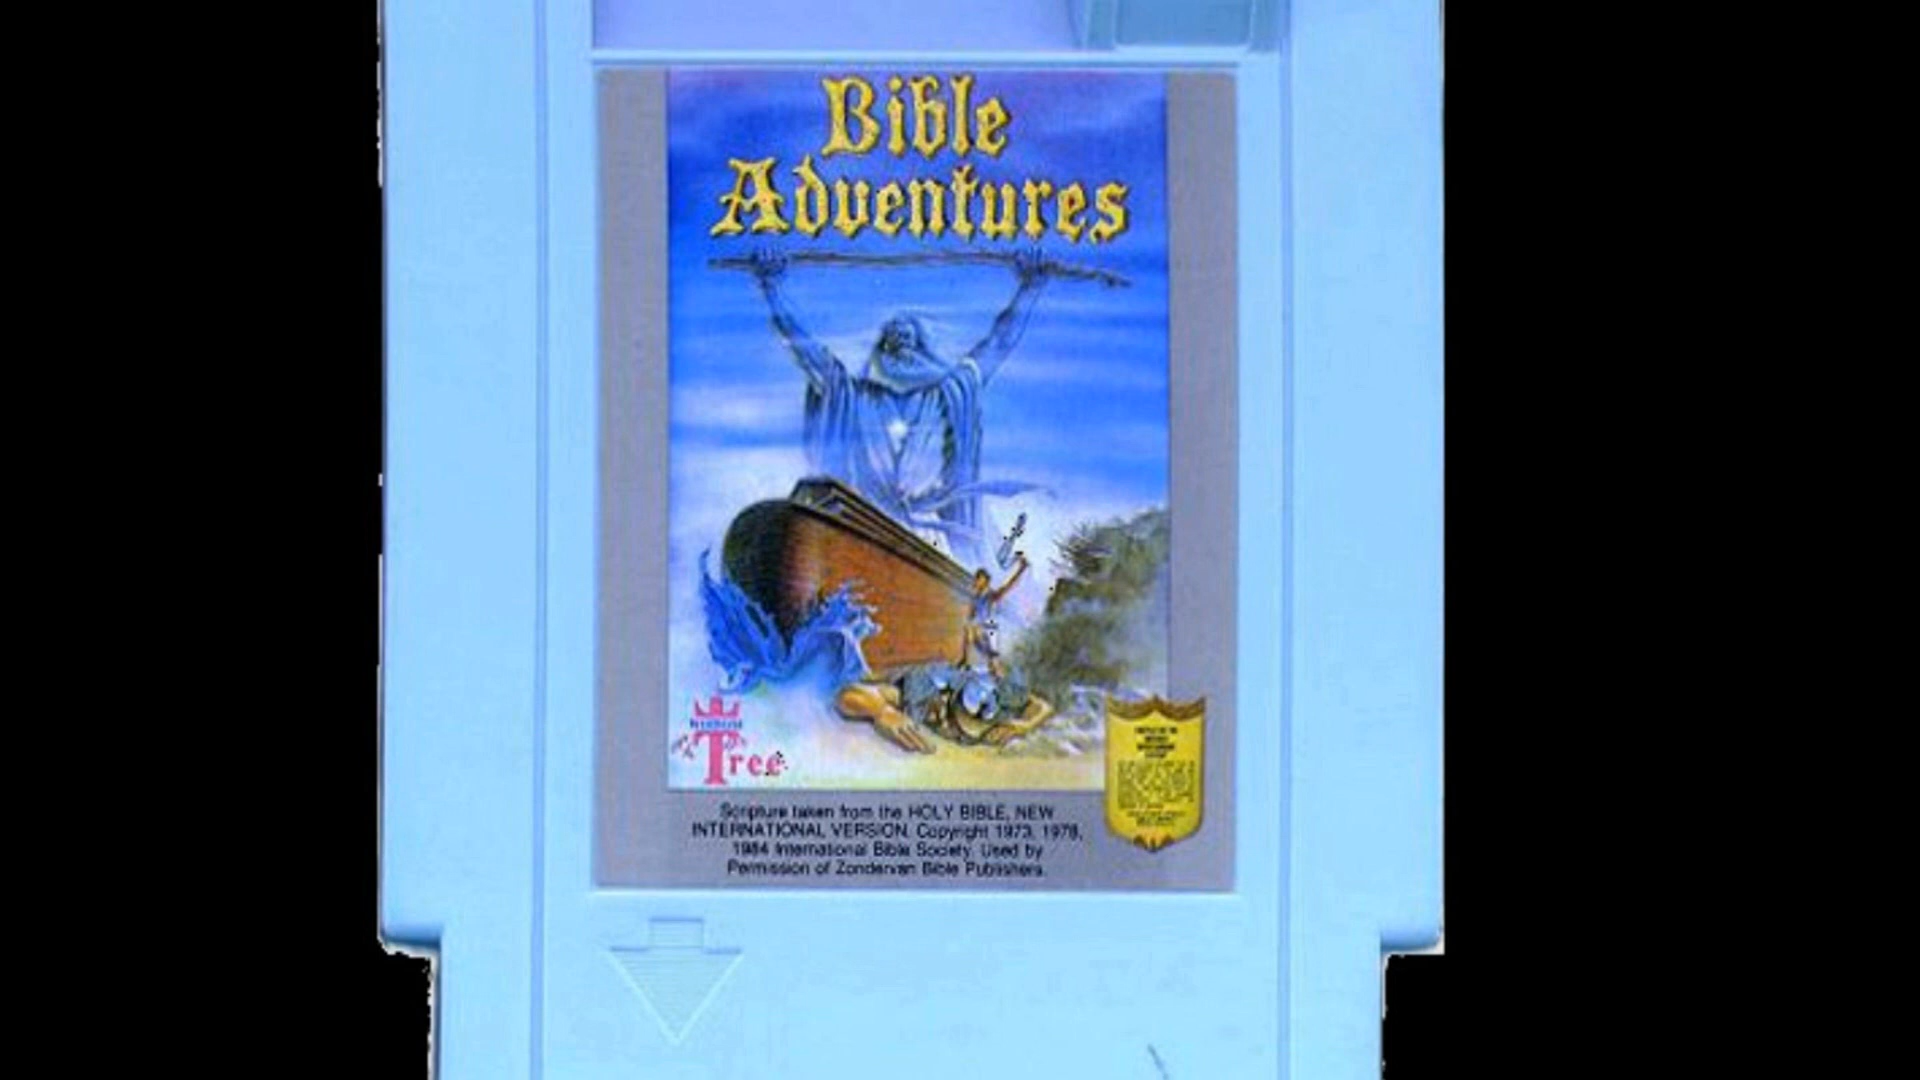 Bible
Adventures
Wisdom
Tree
Scripture taken from the HOLY BIBLE, NEW
INTERNATIONAL VERSION. Copyright 1973, 1978,
1984 International Bible Society. Used by
Permission of Zondervan Bible Publishers.